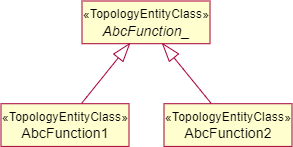 «TopologyEntityClass»
AbcFunction_
«TopologyEntityClass»
AbcFunction1
«TopologyEntityClass»
AbcFunction2